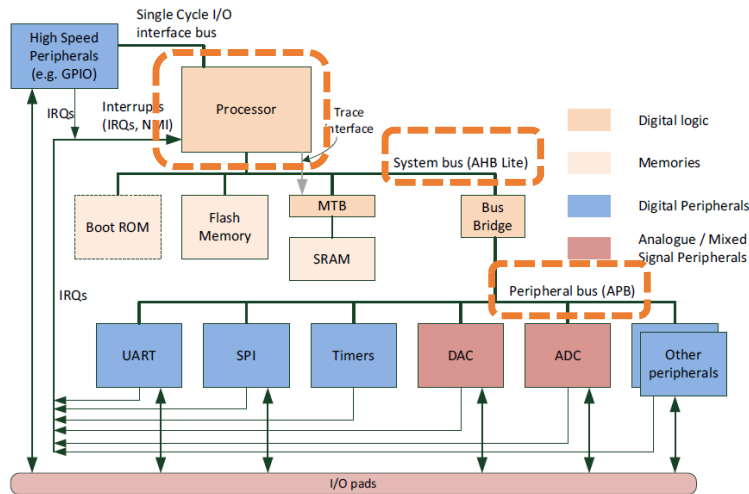 Single Cycle I/O
interface bus
High Speed
Peripherals
(e.g. GPIO)
IRQs
Interrupts
(IRQs, NMI)
Processor
Trace
interface
System bus (AHB Lite)
Digital logic
Memories
Digital Peripherals
Analogue / Mixed
Signal Peripherals
Boot ROM
Flash
Memory
MTB
SRAM
Bus
Bridge
IRQs
Peripheral bus (APB)
UART
SPI
Timers
DAC
ADC
Other
peripherals
I/O pads